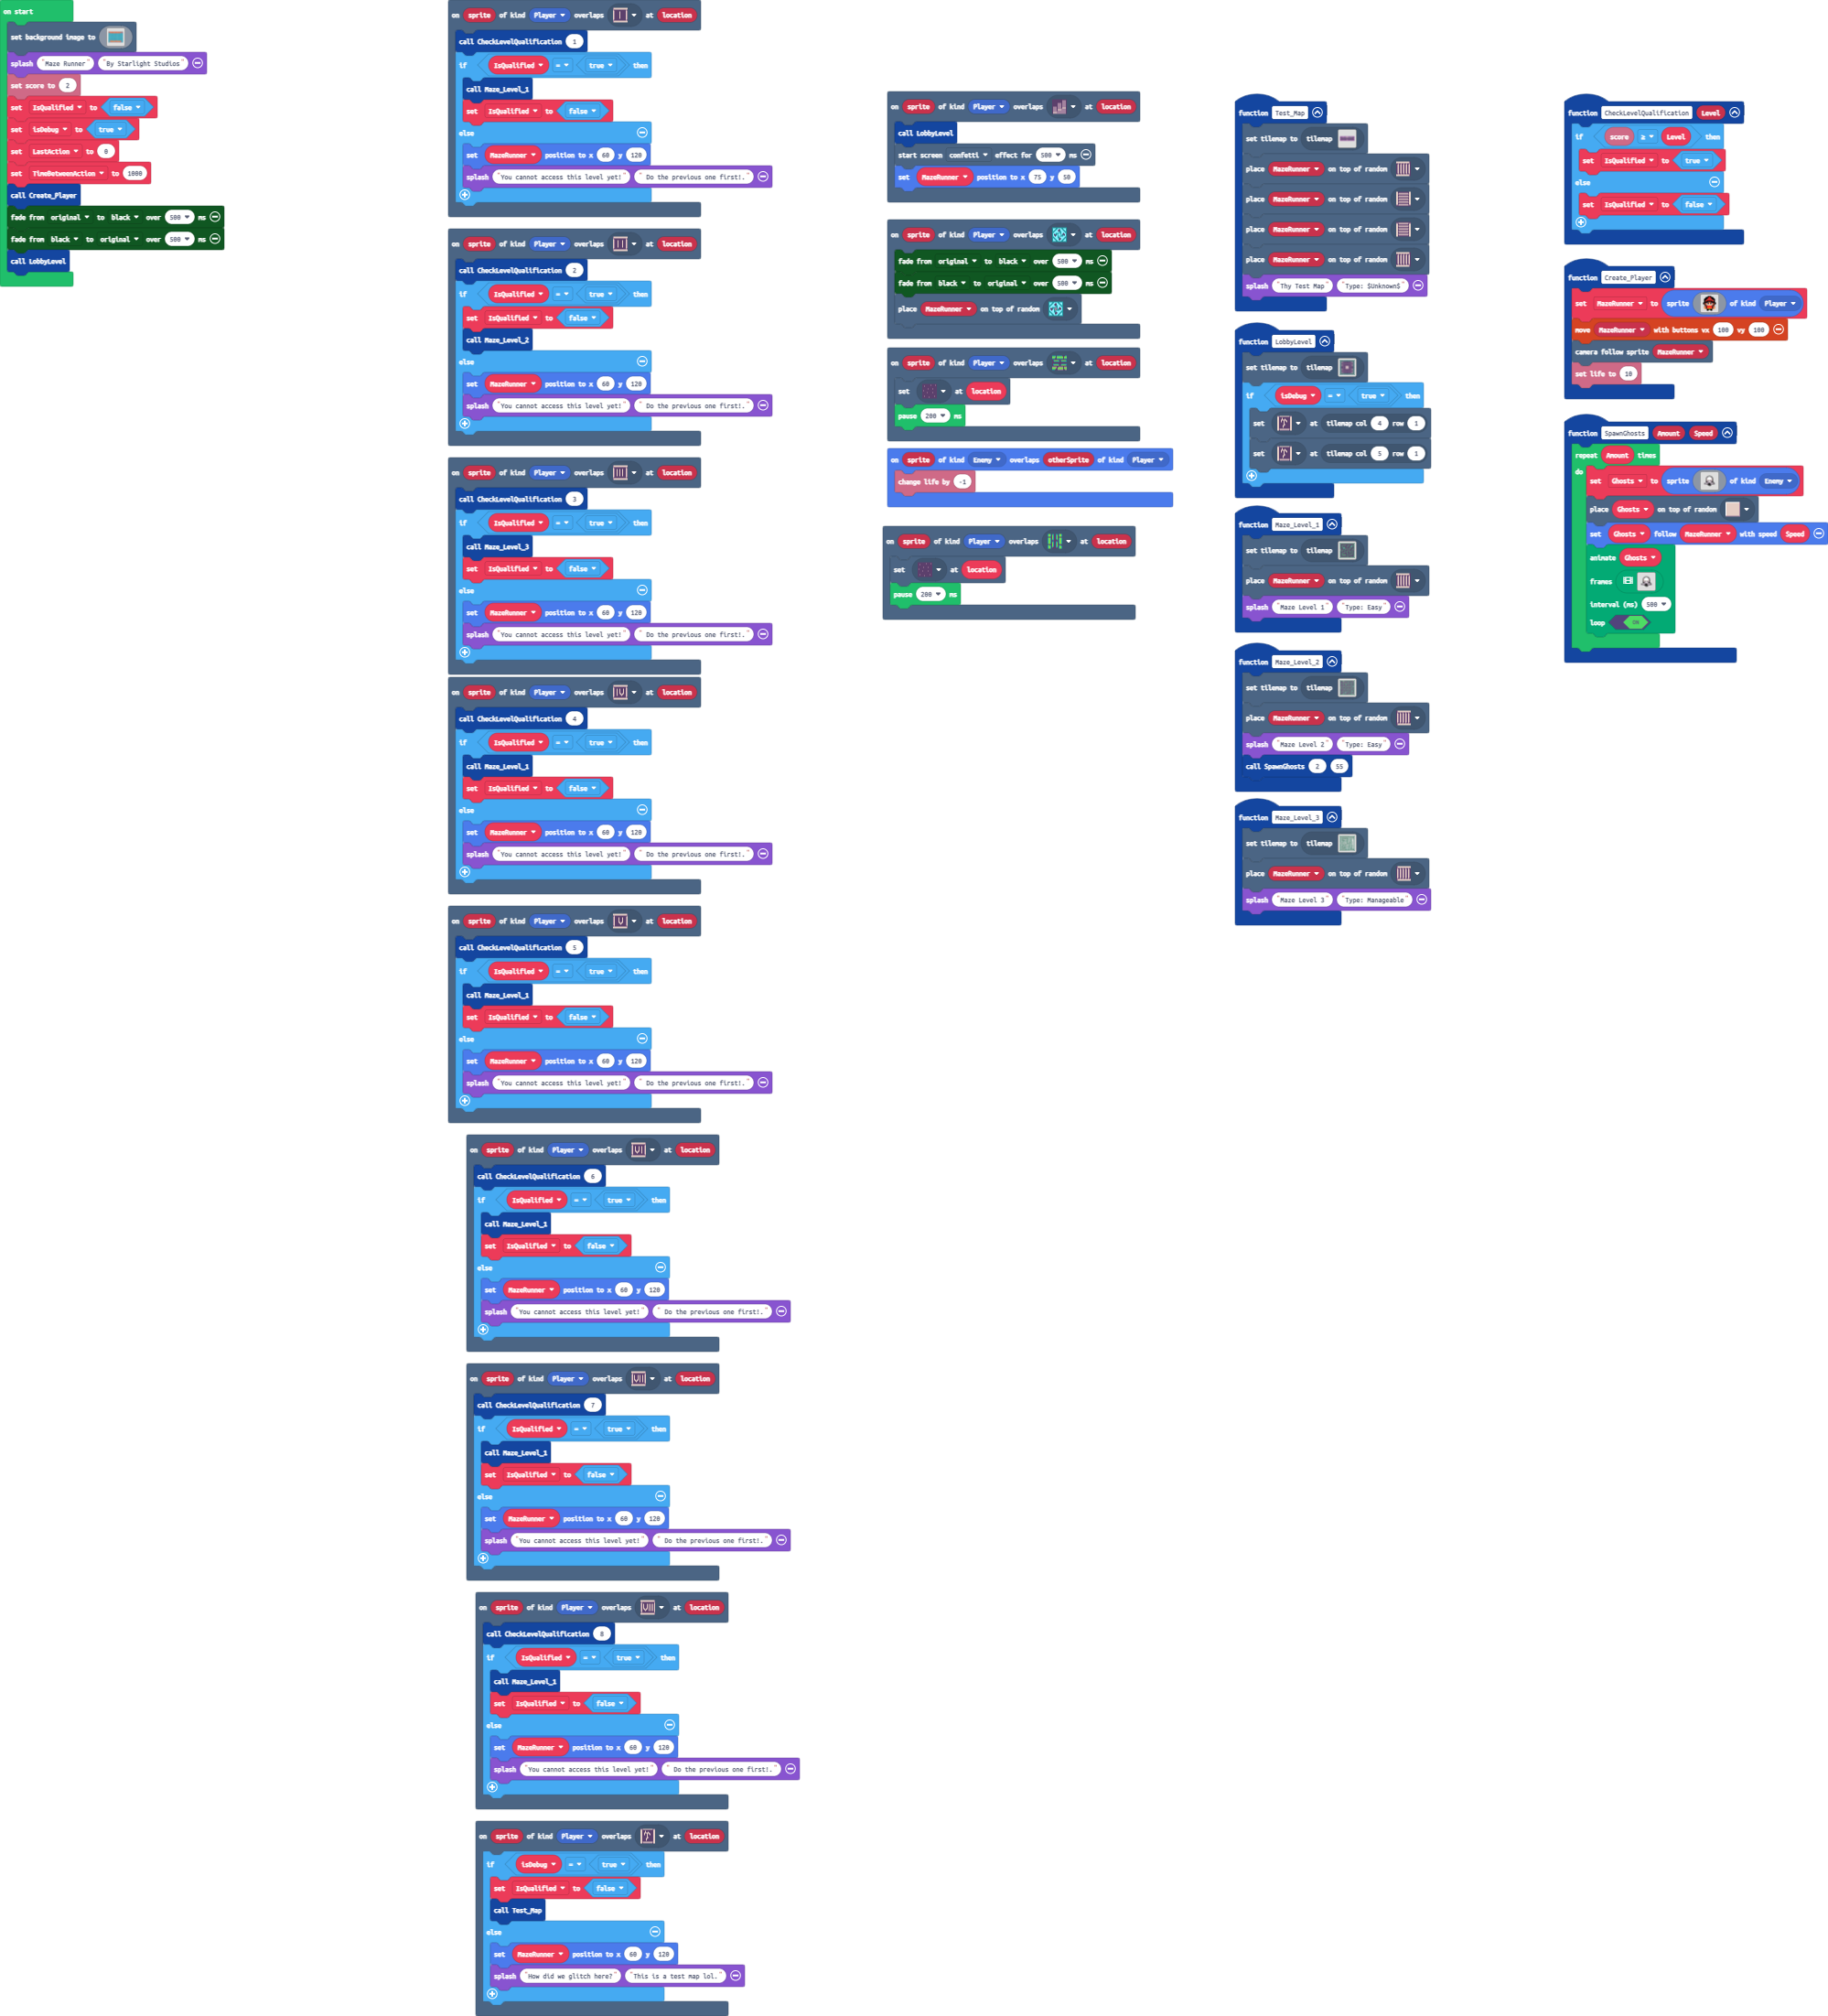 on start
set background image to
splash "Maze Runner" "By Starlight Studios"
set score to 2
set IsQualified to false
set isDebug to true
set LastAction to 0
set TimeBetweenAction to 1000
call Create_Player
fade from original to black over 500 ms
fade from black to original over 500 ms
call LobbyLevel
on sprite of kind Player overlaps I at location
call CheckLevelQualification 1
if IsQualified = true then
call Maze_Level_1
set IsQualified to false
else
set MazeRunner position to x 60 y 120
splash "You cannot access this level yet!" " Do the previous one first!."
on sprite of kind Player overlaps II at location
call CheckLevelQualification 2
if IsQualified = true then
set IsQualified to false
call Maze_Level_2
else
set MazeRunner position to x 60 y 120
splash "You cannot access this level yet!" " Do the previous one first!."
on sprite of kind Player overlaps III at location
call CheckLevelQualification 3
if IsQualified = true then
call Maze_Level_3
set IsQualified to false
else
set MazeRunner position to x 60 y 120
splash "You cannot access this level yet!" " Do the previous one first!."
on sprite of kind Player overlaps IV at location
call CheckLevelQualification 4
if IsQualified = true then
call Maze_Level_1
set IsQualified to false
else
set MazeRunner position to x 60 y 120
splash "You cannot access this level yet!" " Do the previous one first!."
on sprite of kind Player overlaps V at location
call CheckLevelQualification 5
if IsQualified = true then
call Maze_Level_1
set IsQualified to false
else
set MazeRunner position to x 60 y 120
splash "You cannot access this level yet!" " Do the previous one first!."
on sprite of kind Player overlaps VI at location
call CheckLevelQualification 6
if IsQualified = true then
call Maze_Level_1
set IsQualified to false
else
set MazeRunner position to x 60 y 120
splash "You cannot access this level yet!" " Do the previous one first!."
on sprite of kind Player overlaps VII at location
call CheckLevelQualification 7
if IsQualified = true then
call Maze_Level_1
set IsQualified to false
else
set MazeRunner position to x 60 y 120
splash "You cannot access this level yet!" " Do the previous one first!."
on sprite of kind Player overlaps VIII at location
call CheckLevelQualification 8
if IsQualified = true then
call Maze_Level_1
set IsQualified to false
else
set MazeRunner position to x 60 y 120
splash "You cannot access this level yet!" " Do the previous one first!."
on sprite of kind Player overlaps at location
if isDebug = true then
set IsQualified to false
call Test_Map
else
set MazeRunner position to x 60 y 120
splash "How did we glitch here?" "This is a test map lol."
on sprite of kind Player overlaps at location
call LobbyLevel
start screen confetti effect for 500 ms
set MazeRunner position to x 75 y 50
on sprite of kind Player overlaps at location
fade from original to black over 500 ms
fade from black to original over 500 ms
place MazeRunner on top of random
on sprite of kind Player overlaps at location
set at location
pause 200 ms
on sprite of kind Enemy overlaps otherSprite of kind Player
change life by -1
on sprite of kind Player overlaps at location
set at location
pause 200 ms
function Test_Map
set tilemap to tilemap
place MazeRunner on top of random
place MazeRunner on top of random
place MazeRunner on top of random
place MazeRunner on top of random
splash "Thy Test Map" "Type: $Unknown$"
function LobbyLevel
set tilemap to tilemap
if isDebug = true then
set at tilemap col 4 row 1
set at tilemap col 5 row 1
function Maze_Level_1
set tilemap to tilemap
place MazeRunner on top of random
splash "Maze Level 1" "Type: Easy"
function Maze_Level_2
set tilemap to tilemap
place MazeRunner on top of random
splash "Maze Level 2" "Type: Easy"
call SpawnGhosts 2 55
function Maze_Level_3
set tilemap to tilemap
place MazeRunner on top of random
splash "Maze Level 3" "Type: Manageable"
function CheckLevelQualification Level
if score ≥ Level then
set IsQualified to true
else
set IsQualified to false
function Create_Player
set MazeRunner to sprite of kind Player
move MazeRunner with buttons vx 100 vy 100
camera follow sprite MazeRunner
set life to 10
function SpawnGhosts Amount Speed
repeat Amount times
do
set Ghosts to sprite of kind Enemy
place Ghosts on top of random
set Ghosts follow MazeRunner with speed Speed
animate Ghosts
frames
interval (ms) 500
loop ON